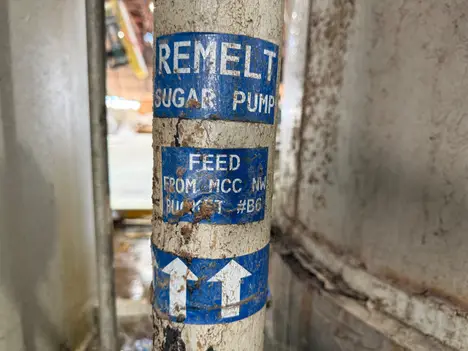 REMELT
SUGAR PUMP
FEED
FROM MCC NW
BUCKET #B6